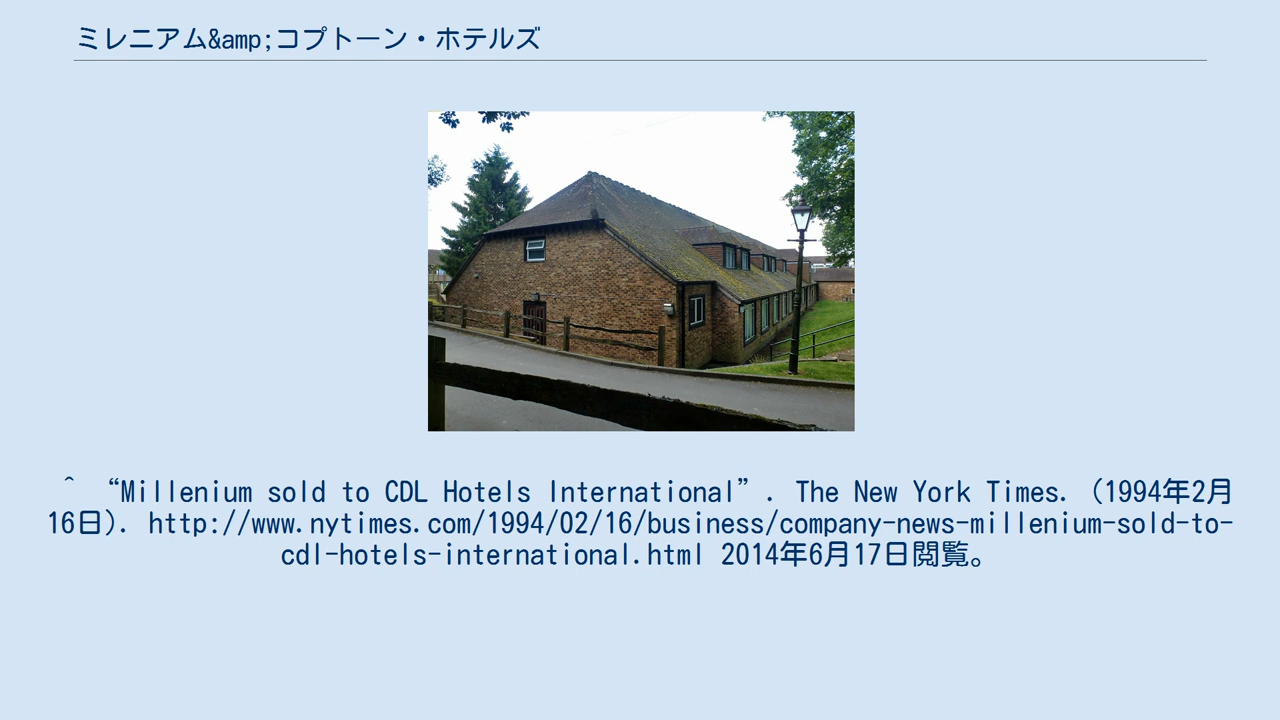 ミレニアム&amp;コプトーン・ホテルズ
^ “Millenium sold to CDL Hotels International”. The New York Times. (1994年2月
16日). http://www.nytimes.com/1994/02/16/business/company-news-millenium-sold-to-
cdl-hotels-international.html 2014年6月17日閲覧。